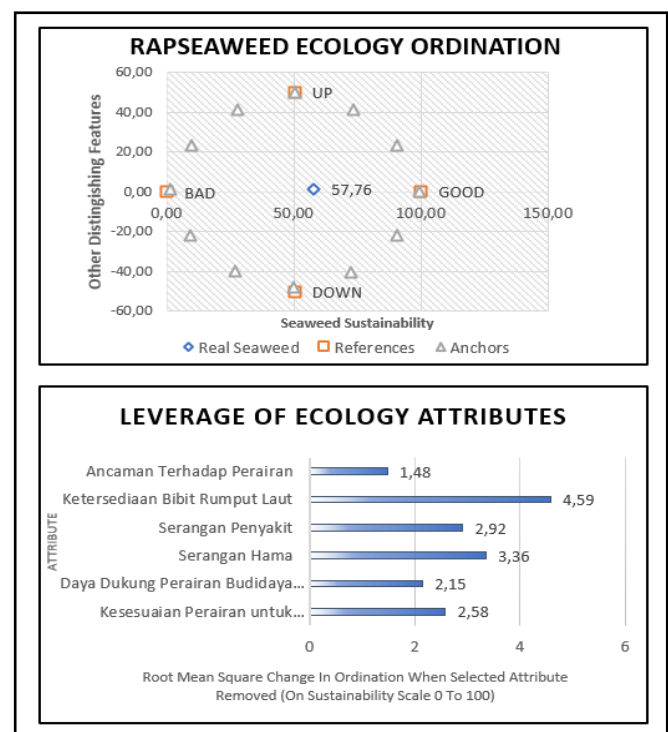 RAPSEAWEED ECOLOGY ORDINATION
60,00
UP
40,00
20,00
0,00
BAD
57,76
GOOD
0,00 50,00 100,00 150,00
-20,00
-40,00
DOWN
-60,00
Other Distingishing Features
Seaweed Sustainability
Real Seaweed References Anchors
LEVERAGE OF ECOLOGY ATTRIBUTES
ATTRIBUTE
Ancaman Terhadap Perairan 1,48
Ketersediaan Bibit Rumput Laut 4,59
Serangan Penyakit 2,92
Serangan Hama 3,36
Daya Dukung Perairan Budidaya... 2,15
Kesesuaian Perairan untuk... 2,58
0 2 4 6
Root Mean Square Change In Ordination When Selected Attribute
Removed (On Sustainability Scale 0 To 100)